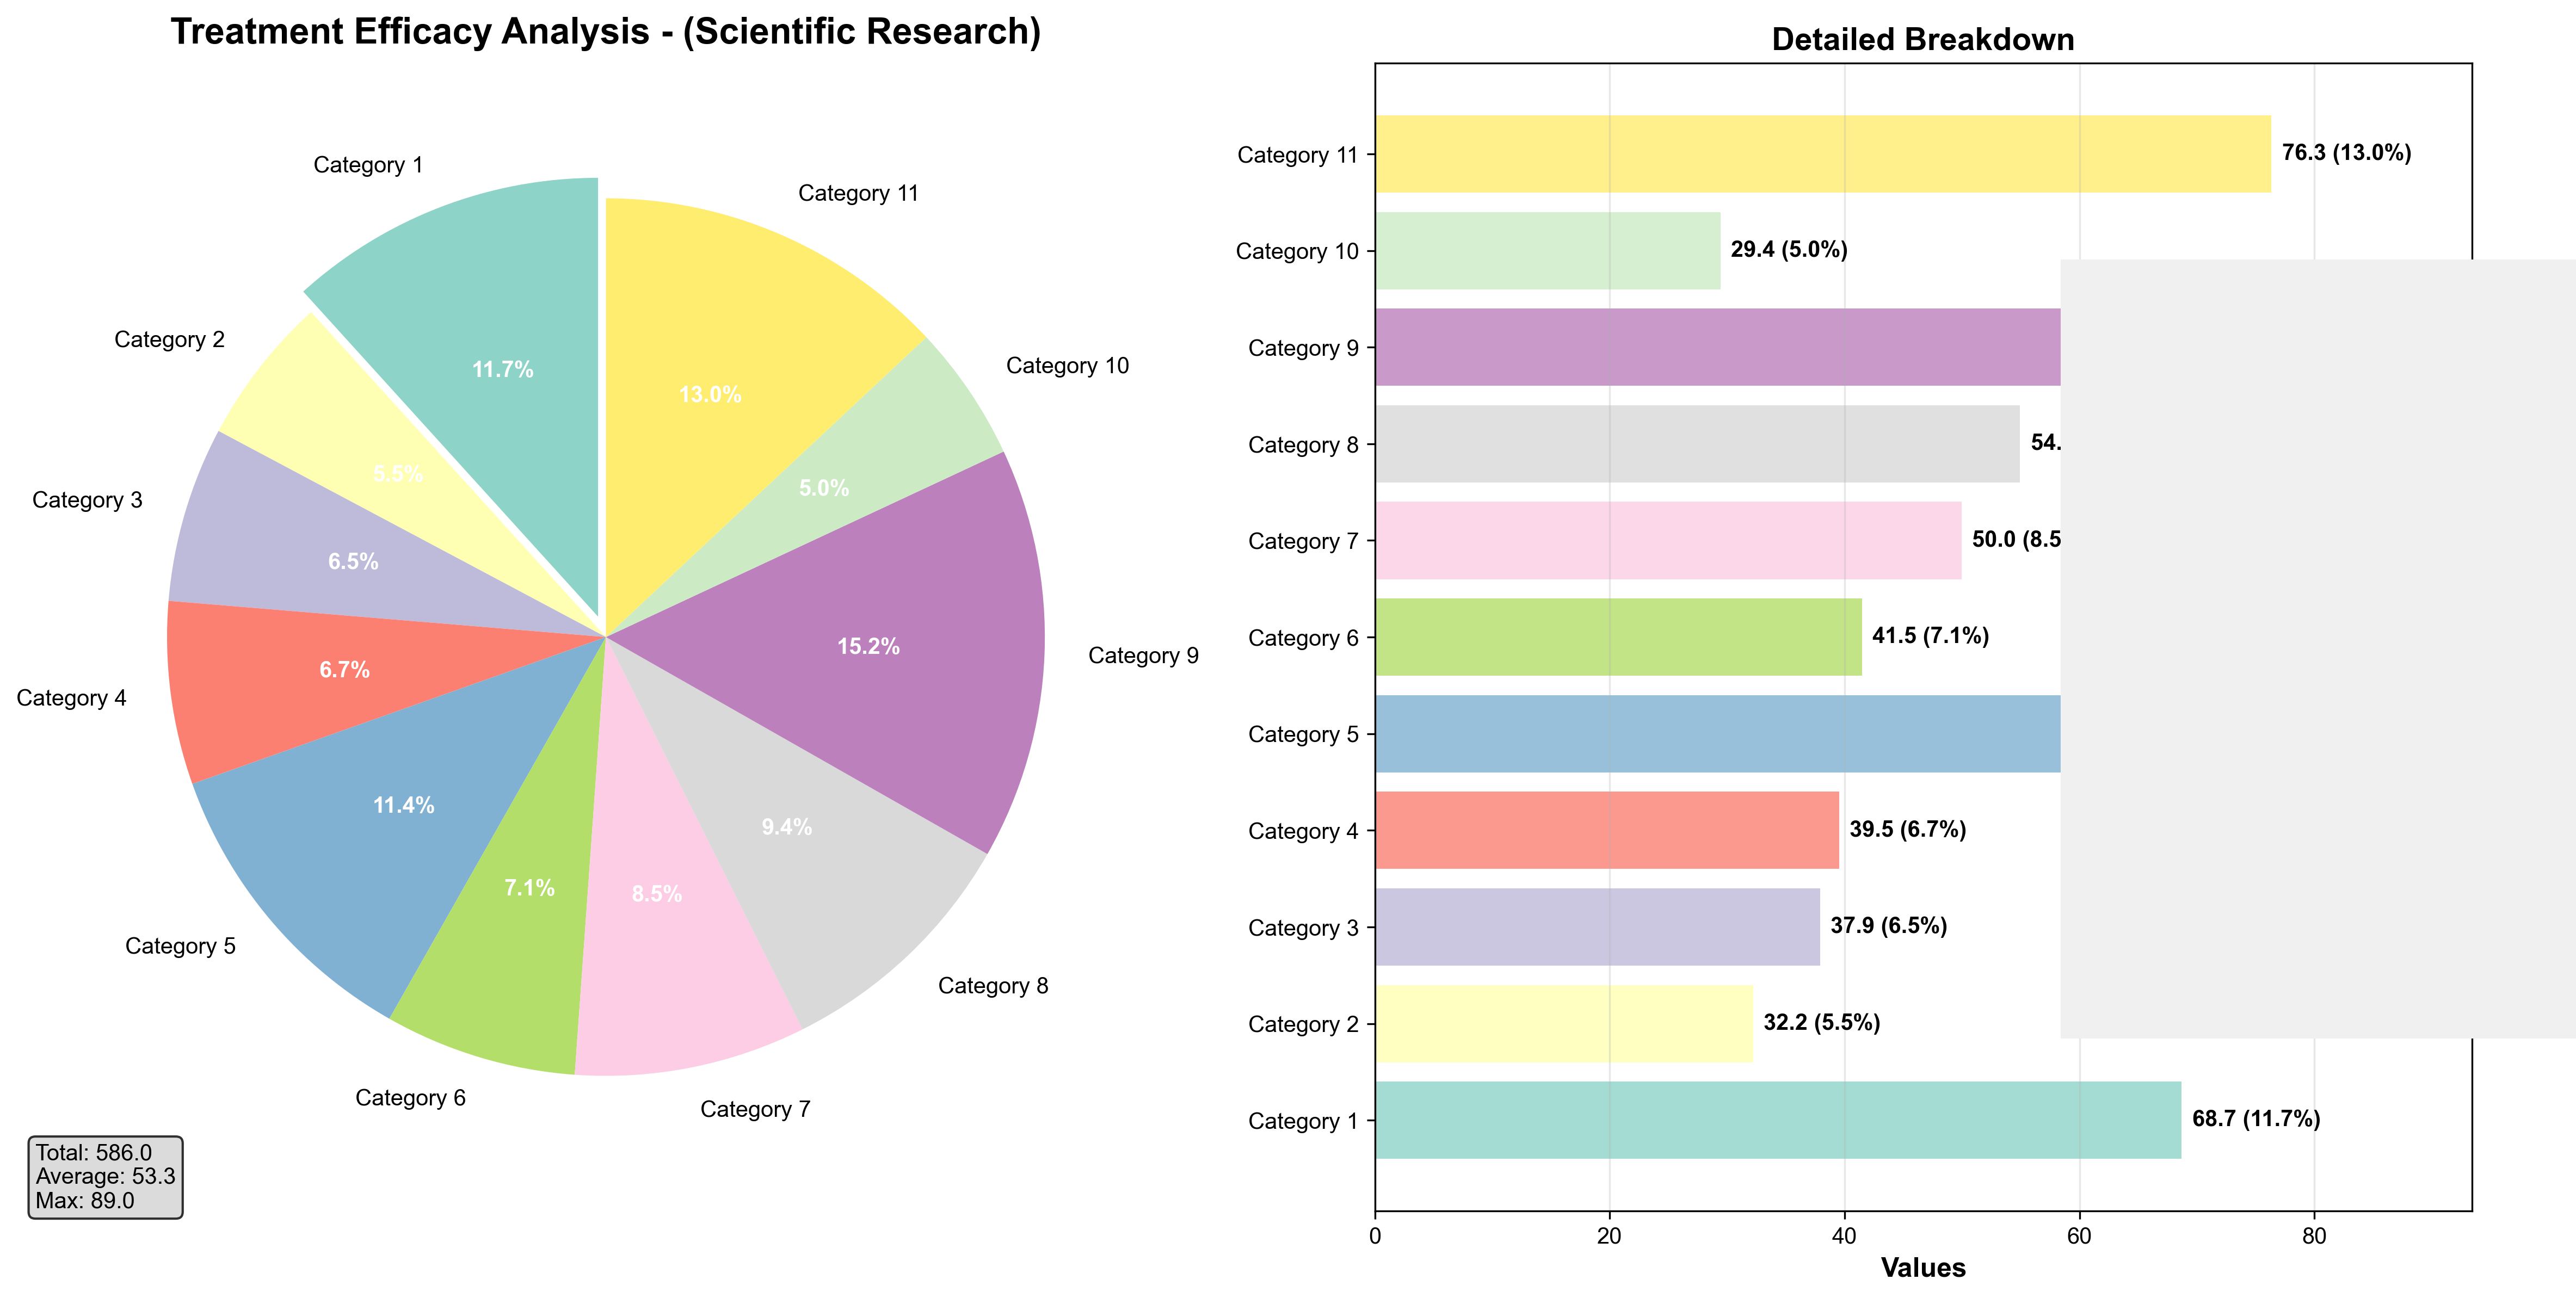 Treatment Efficacy Analysis - (Scientific Research)
Category 1
Category 11
Category 2
Category 10
11.7%
13.0%
5.5%
5.0%
Category 3
6.5%
15.2%
Category 9
6.7%
Category 4
11.4%
9.4%
7.1%
8.5%
Category 5
Category 8
Category 6
Category 7
Total: 586.0
Average: 53.3
Max: 89.0
Detailed Breakdown
Category 11
76.3 (13.0%)
Category 10
29.4 (5.0%)
Category 9
Category 8
54.
Category 7
50.0 (8.5
Category 6
41.5 (7.1%)
Category 5
Category 4
39.5 (6.7%)
Category 3
37.9 (6.5%)
Category 2
32.2 (5.5%)
Category 1
68.7 (11.7%)
0 20 40 60 80
Values